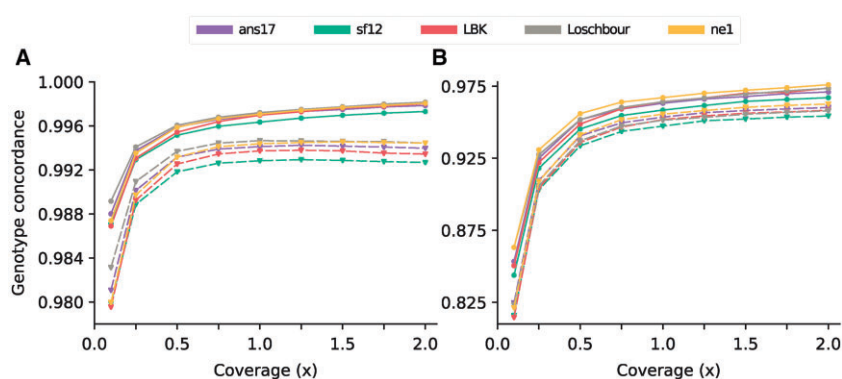 ans17 sf12 LBK Loschbour ne1
A
Genotype concordance
1.000
0.996
0.992
0.988
0.984
0.980
0.0 0.5 1.0 1.5 2.0
Coverage (x)
B
0.975
0.925
0.875
0.825
0.0 0.5 1.0 1.5 2.0
Coverage (x)